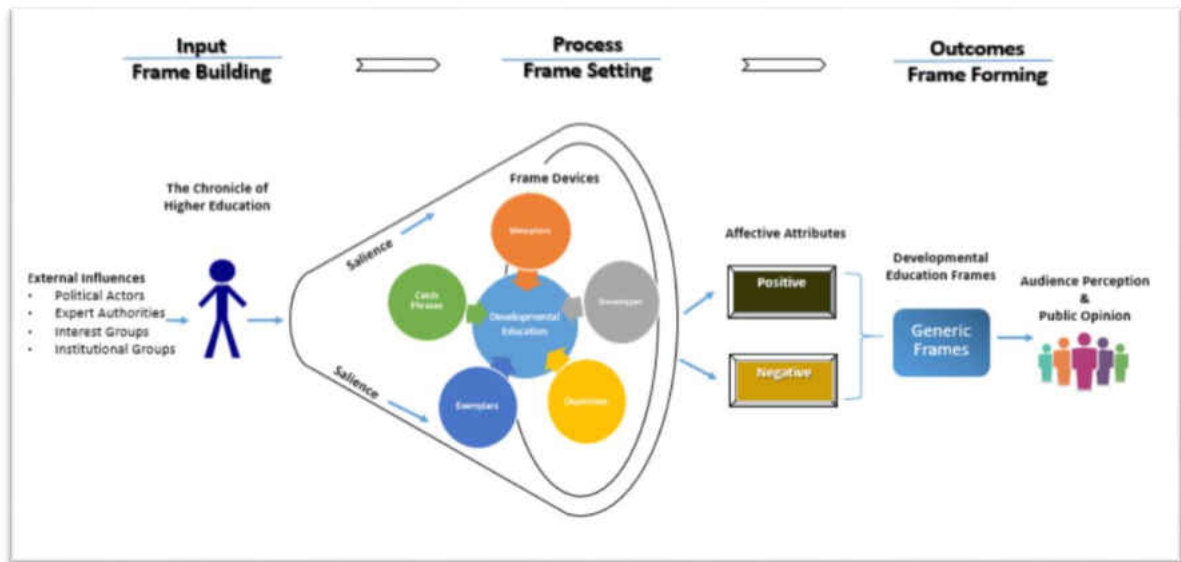 Input
Frame Building
Process
Frame Setting
Outcomes
Frame Forming
The Chronicle of
Higher Education
External Influences
• Political Actors
• Expert Authorities
• Interest Groups
• Institutional Groups
Salience
Salience
Frame Devices
Metaphors
Catch
Phrases
Developmental
Education
Exemplars
Depictions
Affective Attributes
Positive
Negative
Developmental
Education Frames
Generic
Frames
Audience Perception
&
Public Opinion